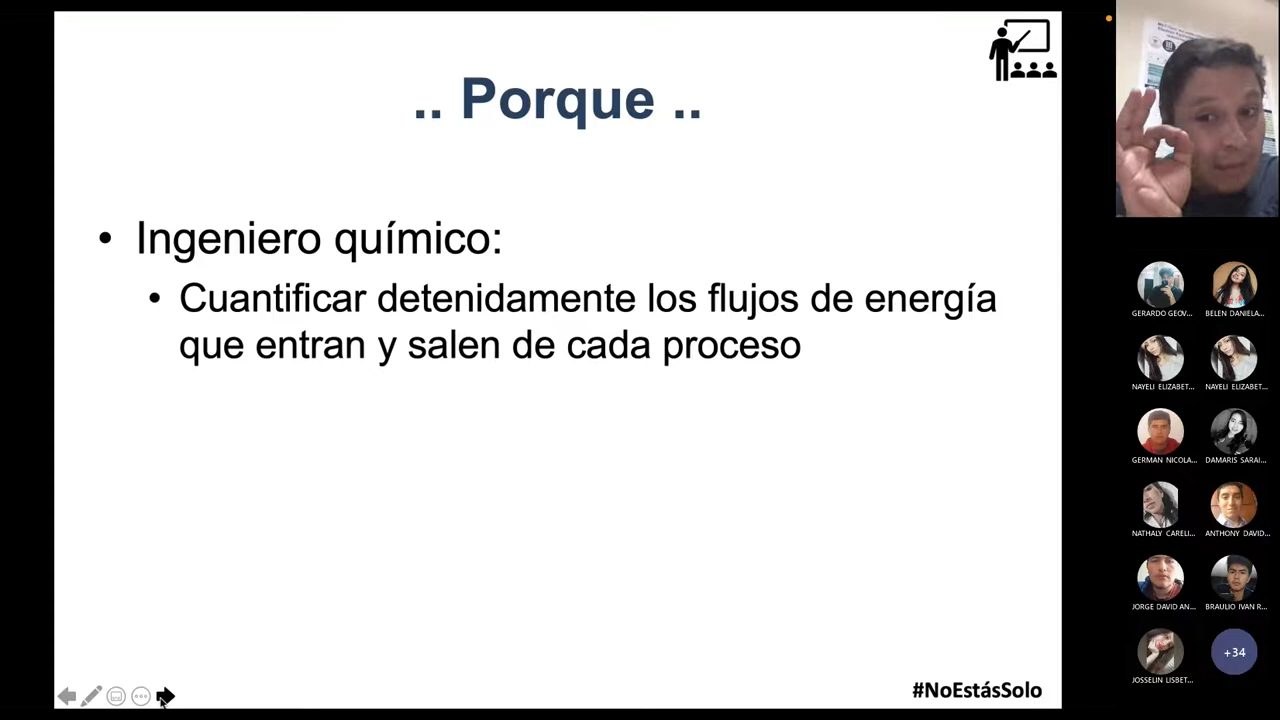 .. Porque ..
• Ingeniero químico:
• Cuantificar detenidamente los flujos de energía
que entran y salen de cada proceso
#NoEstásSolo
GERARDO GEOV...
BELEN DANIELA...
NAYELI ELIZABET...
NAYELI ELIZABET...
GERMAN NICOLA...
DAMARIS SARAI...
NATHALY CARELI...
ANTHONY DAVID...
JORGE DAVID AN...
BRAULIO IVAN R...
JOSSELIN LISBET...
+34